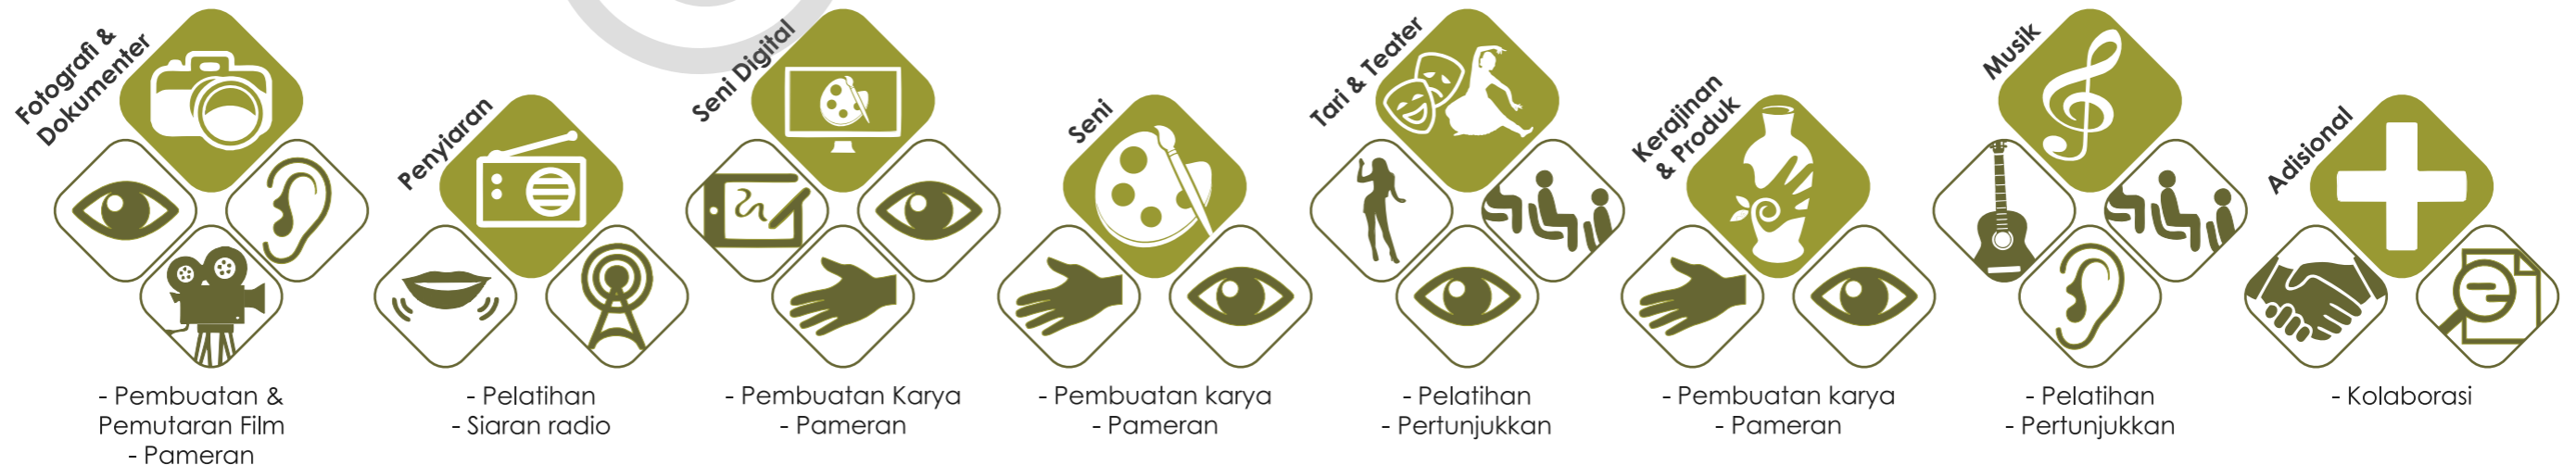 Fotografi &
Dokumenter
- Pembuatan &
Pemutaran Film
- Pameran
Penyiaran
- Pelatihan
- Siaran radio
Seni Digital
- Pembuatan Karya
- Pameran
Seni
- Pembuatan karya
- Pameran
Tari & Teater
- Pelatihan
- Pertunjukkan
Kerajinan
& Produk
- Pembuatan karya
- Pameran
Musik
- Pelatihan
- Pertunjukkan
Adisional
- Kolaborasi